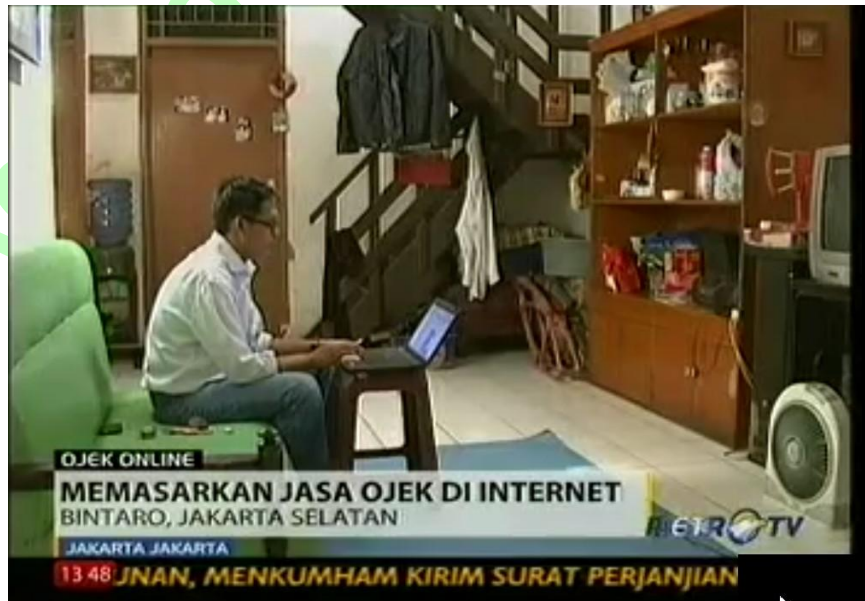 OJEK ONLINE
MEMASARKAN JASA OJEK DI INTERNET
BINTARO, JAKARTA SELATAN
METRO TV
JAKARTA JAKARTA
13 48 UNAN, MENKUMHAM KIRIM SURAT PERJANJIAN